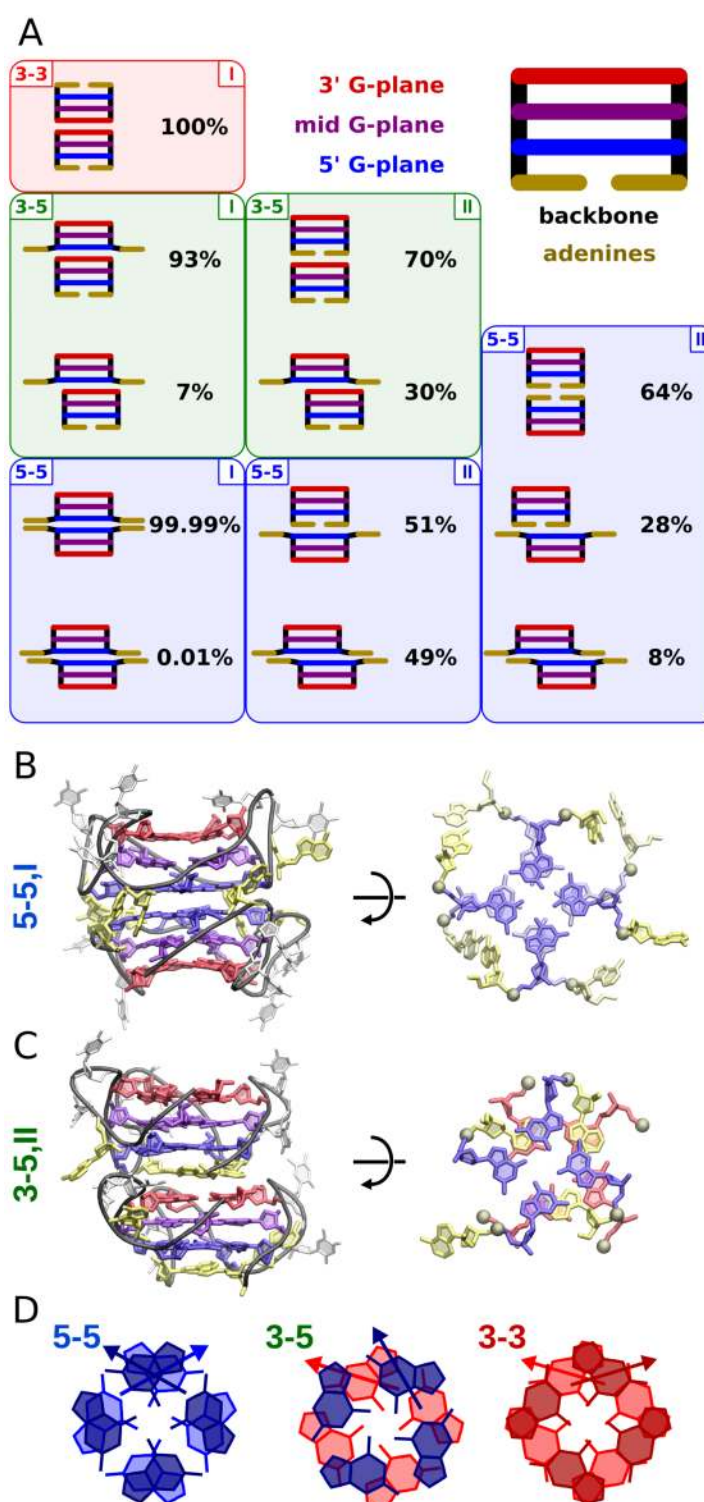 A
3-3 I
100%
3' G-plane
mid G-plane
5' G-plane
backbone
adenines
3-5 I
93%
7%
3-5 II
70%
30%
5-5 I
99.99%
0.01%
5-5 II
51%
49%
5-5
64%
28%
8%
B
5-5,I
C
3-5,II
D
5-5 3-5 3-3